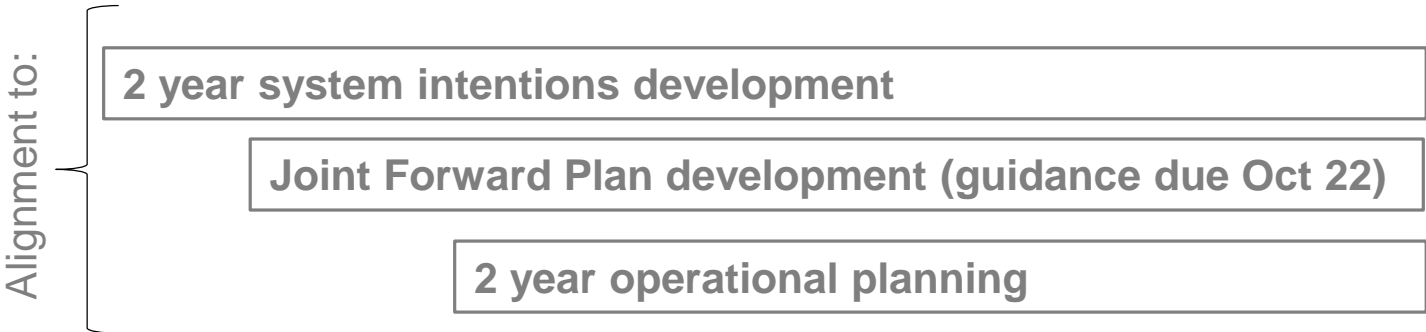 Alignment to:
2 year system intentions development
Joint Forward Plan development (guidance due Oct 22)
2 year operational planning